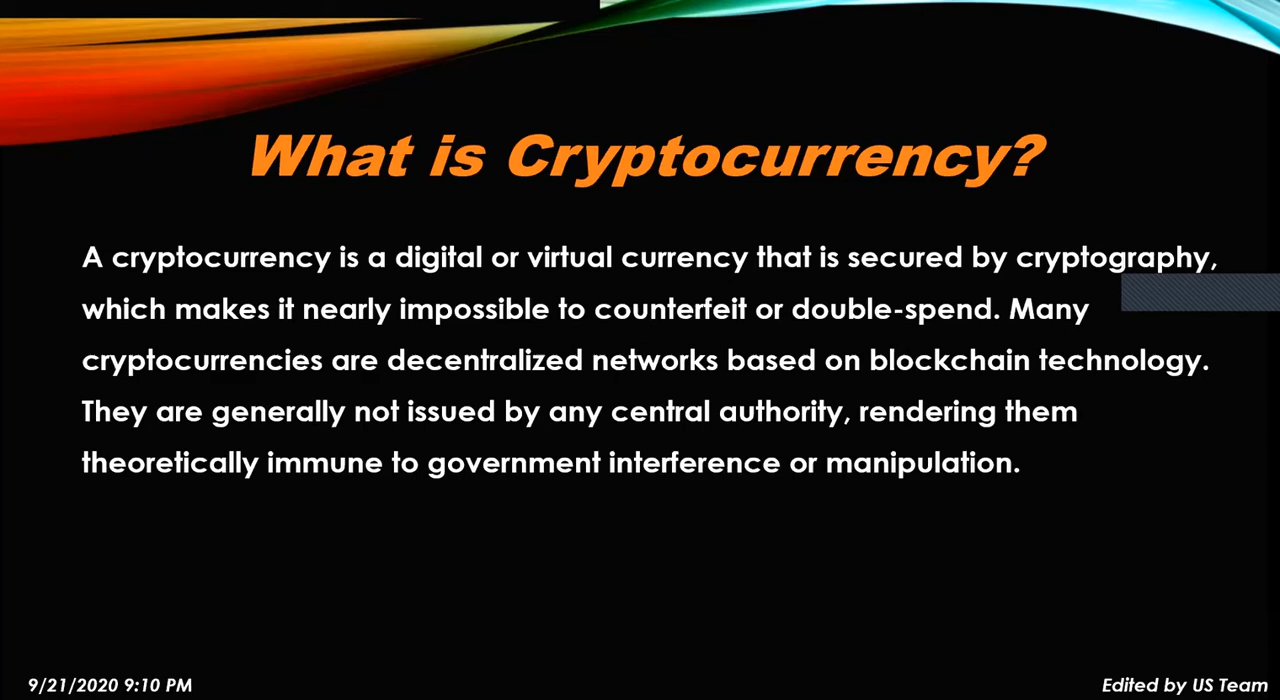 What is Cryptocurrency?
A cryptocurrency is a digital or virtual currency that is secured by cryptography,
which makes it nearly impossible to counterfeit or double-spend. Many
cryptocurrencies are decentralized networks based on blockchain technology.
They are generally not issued by any central authority, rendering them
theoretically immune to government interference or manipulation.
9/21/2020 9:10 PM
Edited by US Team